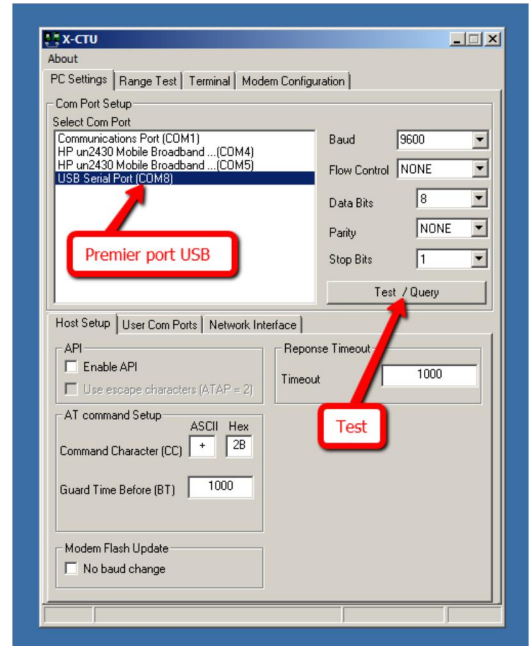 X-CTU
About
PC Settings Range Test Terminal Modem Configuration
Com Port Setup
Select Com Port
Communications Port (COM1)
HP un2430 Mobile Broadband ...(COM4)
HP un2430 Mobile Broadband ...(COM5)
USB Serial Port (COM8)
Premier port USB
Baud 9600
Flow Control NONE
Data Bits 8
Parity NONE
Stop Bits 1
Test / Query
Host Setup User Com Ports Network Interface
API
Enable API
Use escape characters (ATAP = 2)
Reponse Timeout
Timeout 1000
Test
AT command Setup
ASCII Hex
Command Character (CC) + 2B
Guard Time Before (BT) 1000
Modem Flash Update
No baud change